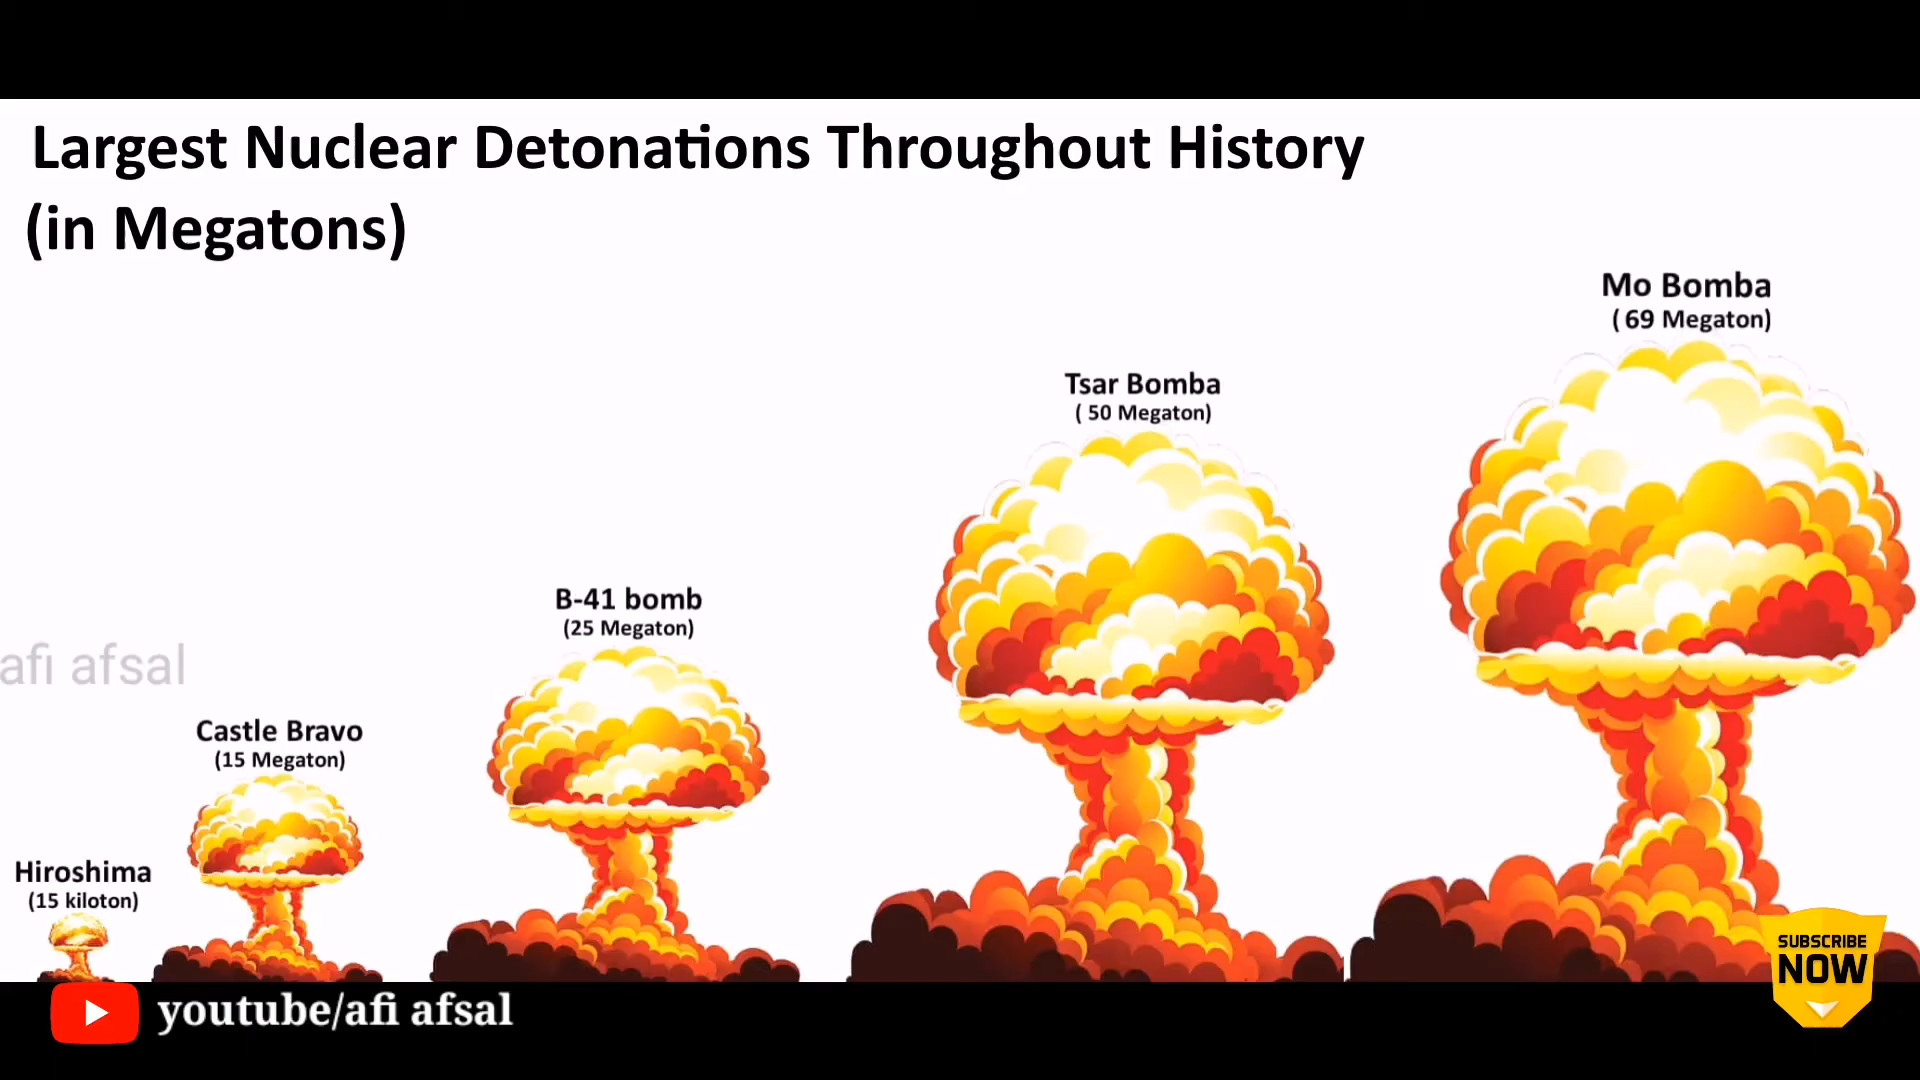 Largest Nuclear Detonations Throughout History
(in Megatons)
Mo Bomba
( 69 Megaton)
Tsar Bomba
( 50 Megaton)
B-41 bomb
(25 Megaton)
afi afsal
Castle Bravo
(15 Megaton)
Hiroshima
(15 kiloton)
SUBSCRIBE
NOW
youtube/afi afsal